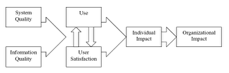 System
Quality
Use
Individual
Impact
Organizational
Impact
Information
Quality
User
Satisfaction